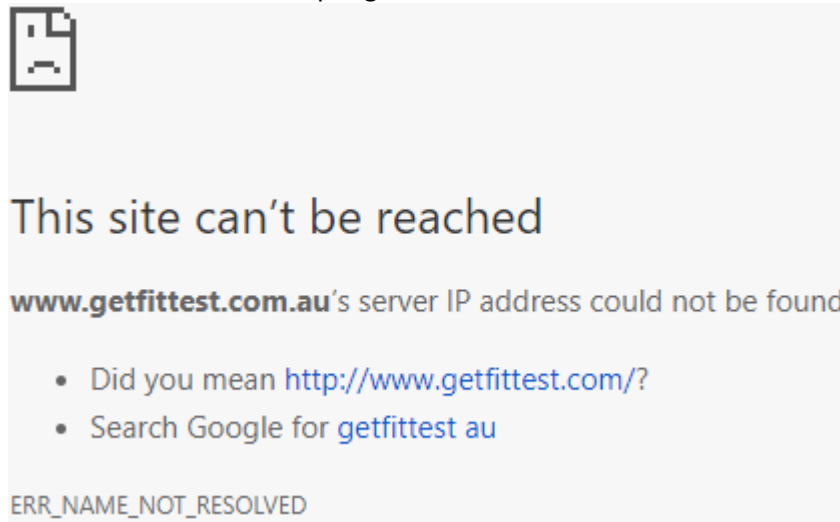 This site can't be reached
www.getfittest.com.au's server IP address could not be found
• Did you mean http://www.getfittest.com/?
• Search Google for getfittest au
ERR_NAME_NOT_RESOLVED